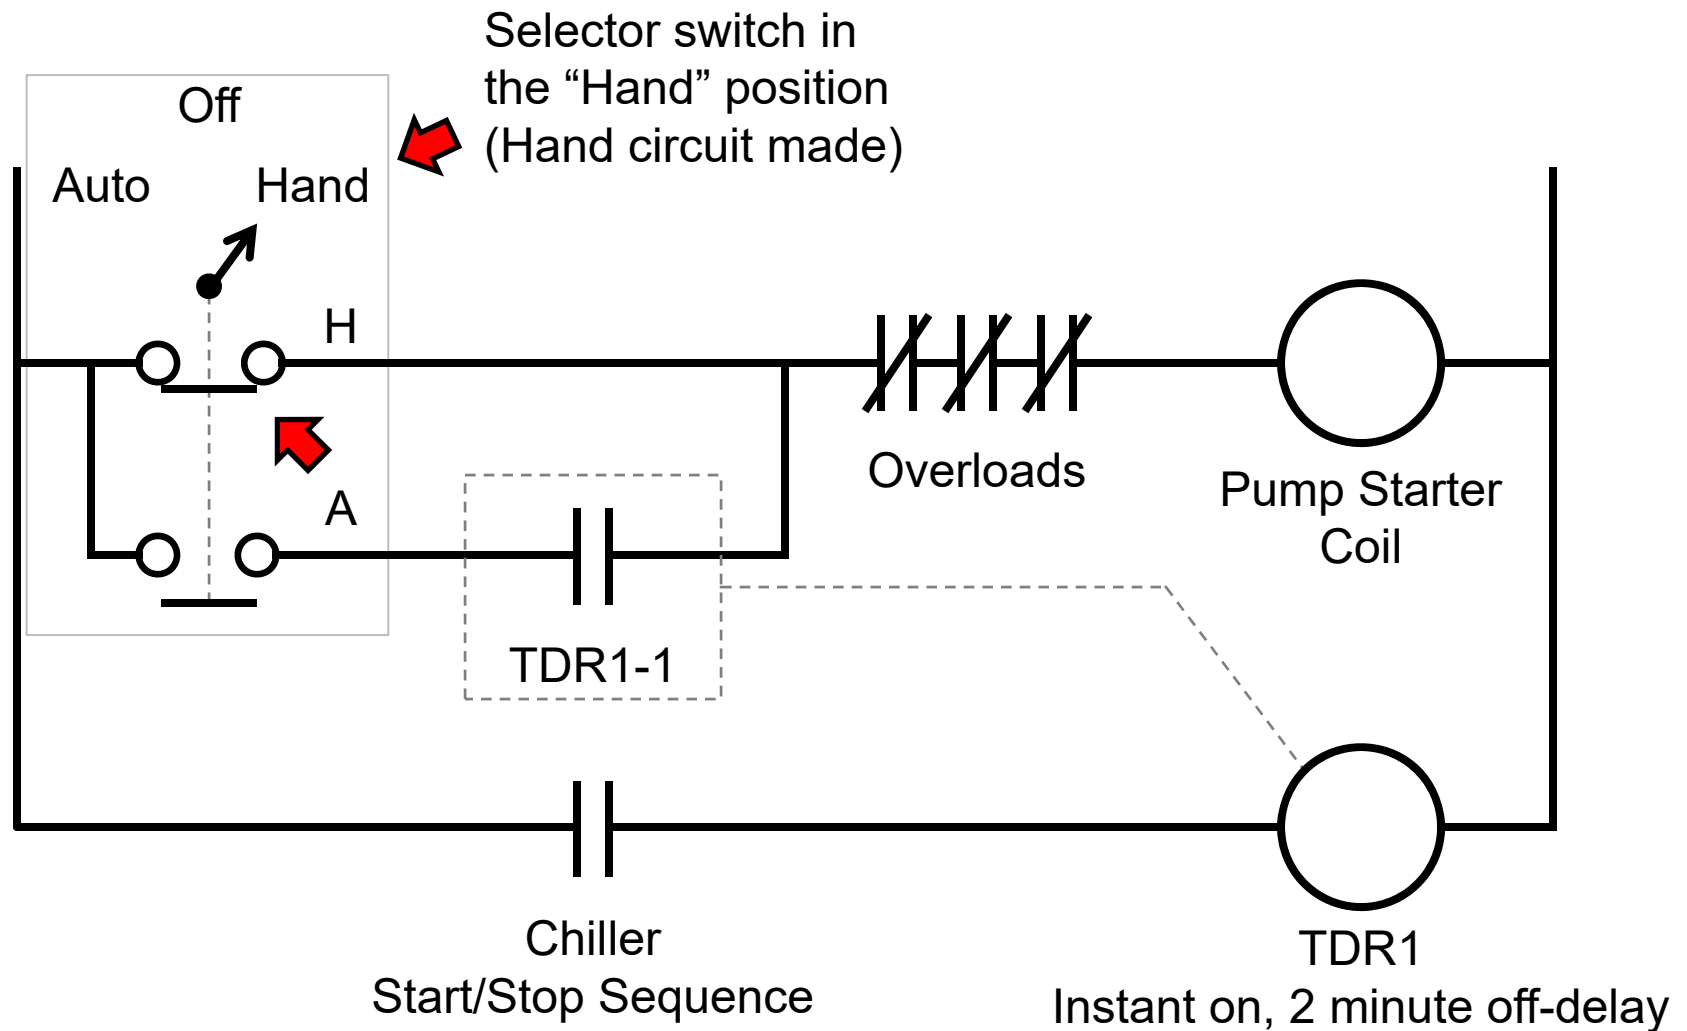 Selector switch in
the “Hand” position
(Hand circuit made)
Off
Auto
Hand
H
A
Overloads
Pump Starter
Coil
TDR1-1
Chiller
Start/Stop Sequence
TDR1
Instant on, 2 minute off-delay